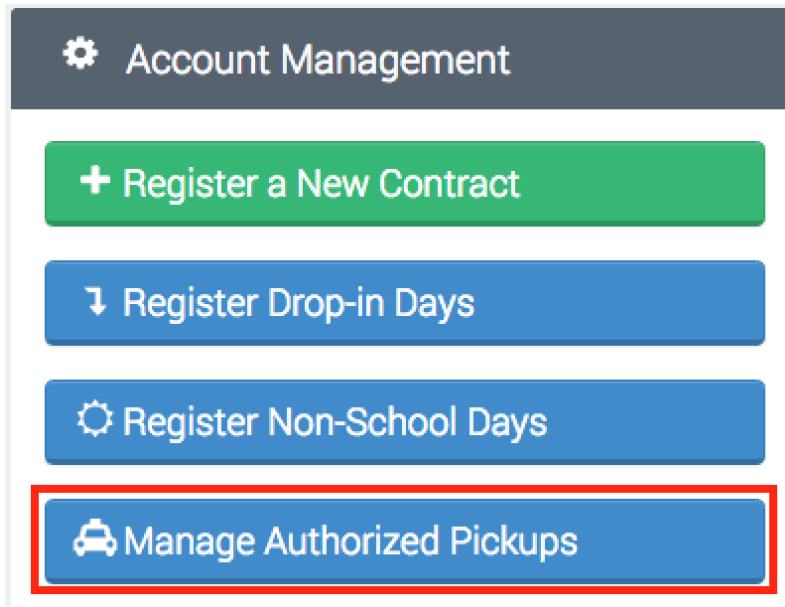 Account Management
Register a New Contract
Register Drop-in Days
Register Non-School Days
Manage Authorized Pickups